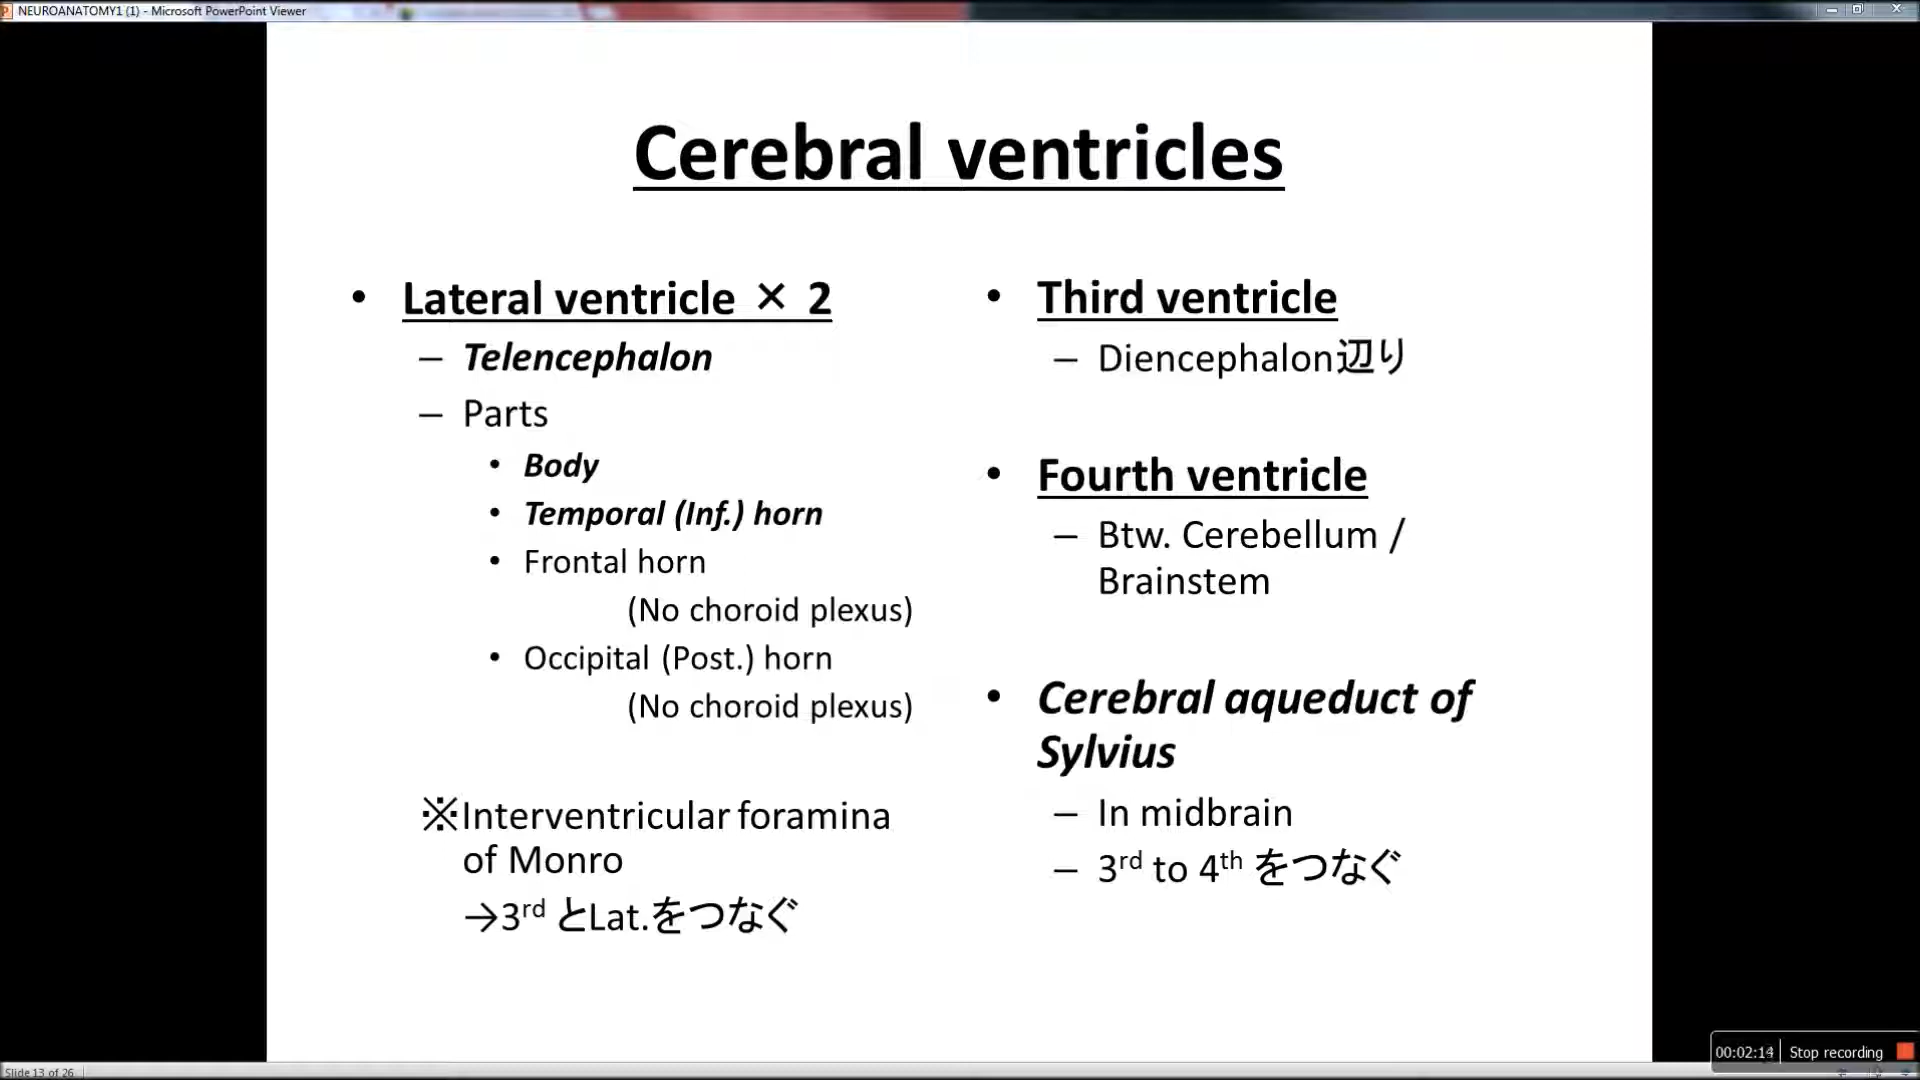 NEUROANATOMY1 (1) - Microsoft PowerPoint Viewer
Cerebral ventricles
• Lateral ventricle × 2
– Telencephalon
– Parts
• Body
• Temporal (Inf.) horn
• Frontal horn
(No choroid plexus)
• Occipital (Post.) horn
(No choroid plexus)
※Interventricular foramina
of Monro
→3rd とLat.をつなぐ
• Third ventricle
– Diencephalon辺り
• Fourth ventricle
– Btw. Cerebellum /
Brainstem
• Cerebral aqueduct of
Sylvius
– In midbrain
– 3rd to 4th をつなぐ
00:02:14 Stop recording
Slide 13 of 26